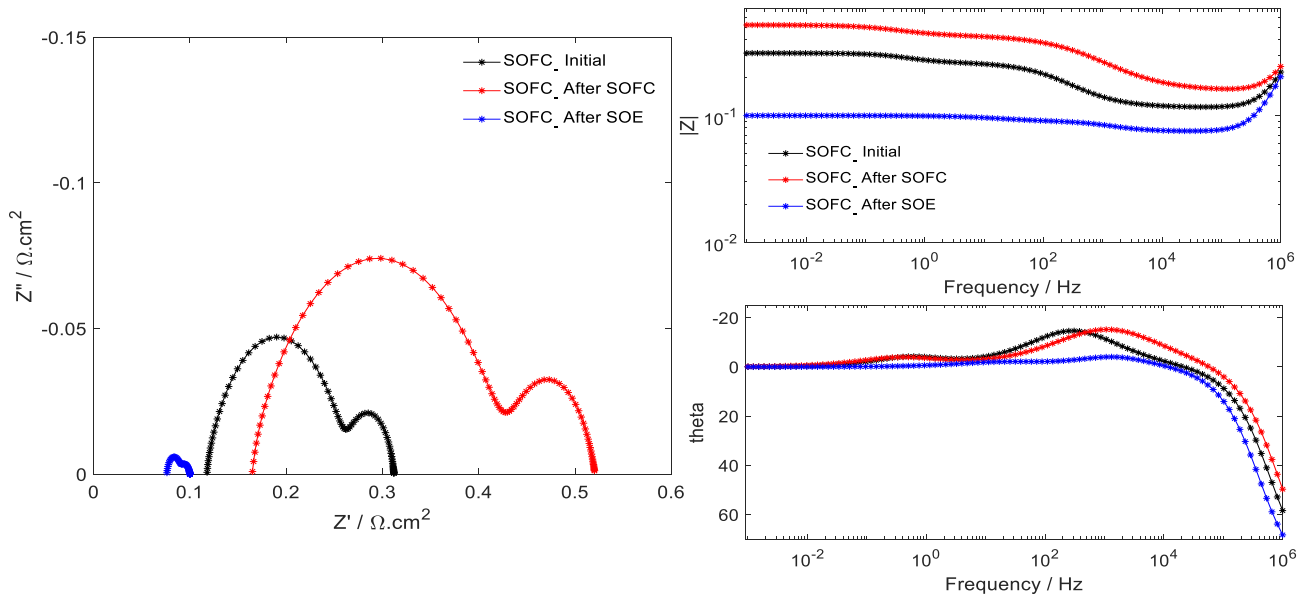 -0.15
-0.1
-0.05
0
Z'' / Ω.cm²
0 0.1 0.2 0.3 0.4 0.5 0.6
Z' / Ω.cm²
SOFC_ Initial
SOFC_ After SOFC
SOFC_ After SOE
|Z|
10⁻¹
10⁻²
10⁻² 10⁰ 10² 10⁴ 10⁶
Frequency / Hz
SOFC_ Initial
SOFC_ After SOFC
SOFC_ After SOE
theta
-20
0
20
40
60
10⁻² 10⁰ 10² 10⁴ 10⁶
Frequency / Hz